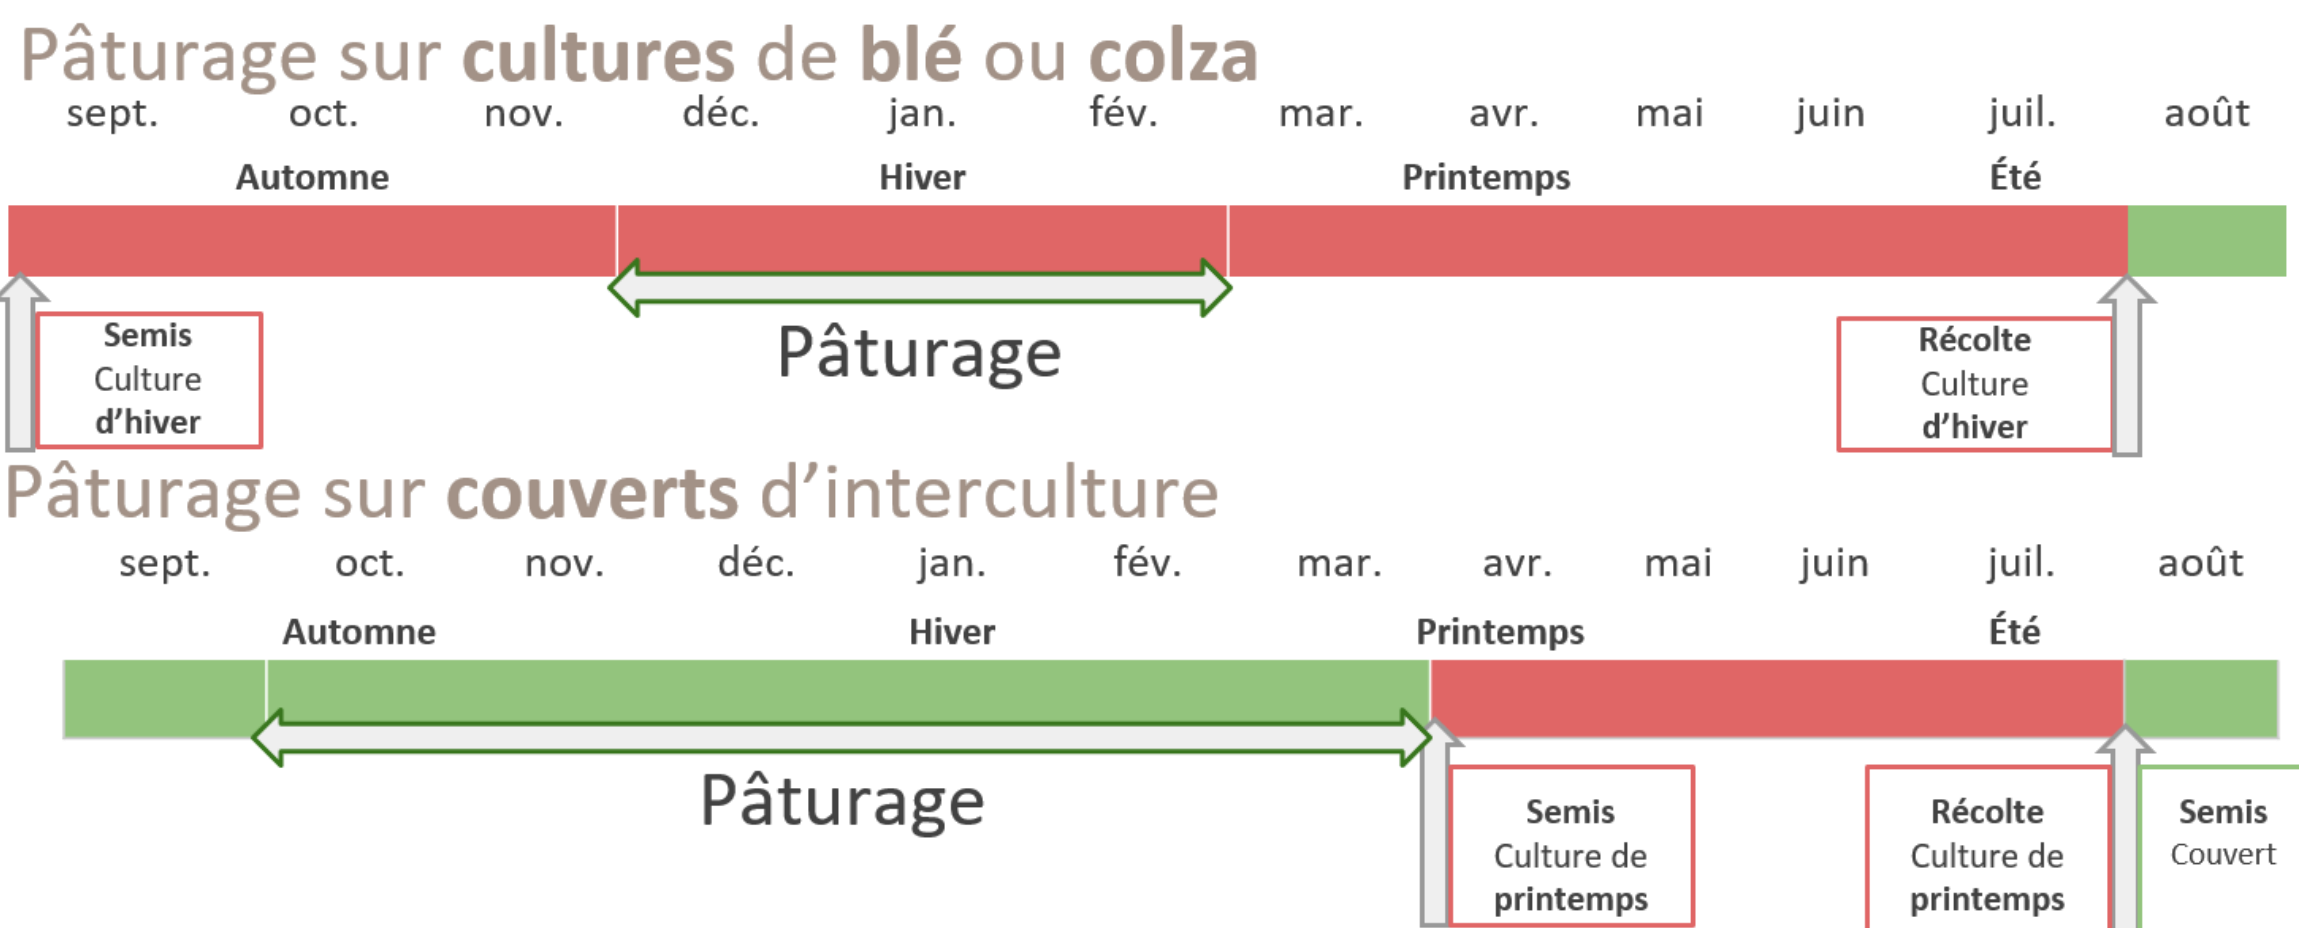 Pâturage sur cultures de blé ou colza
sept. oct. nov. déc. jan. fév. mar. avr. mai juin juil. août
Automne Hiver Printemps Été
Pâturage
Semis
Culture
d'hiver
Récolte
Culture
d'hiver
Pâturage sur couverts d'interculture
sept. oct. nov. déc. jan. fév. mar. avr. mai juin juil. août
Automne Hiver Printemps Été
Pâturage
Semis
Culture de
printemps
Récolte
Culture de
printemps
Semis
Couvert